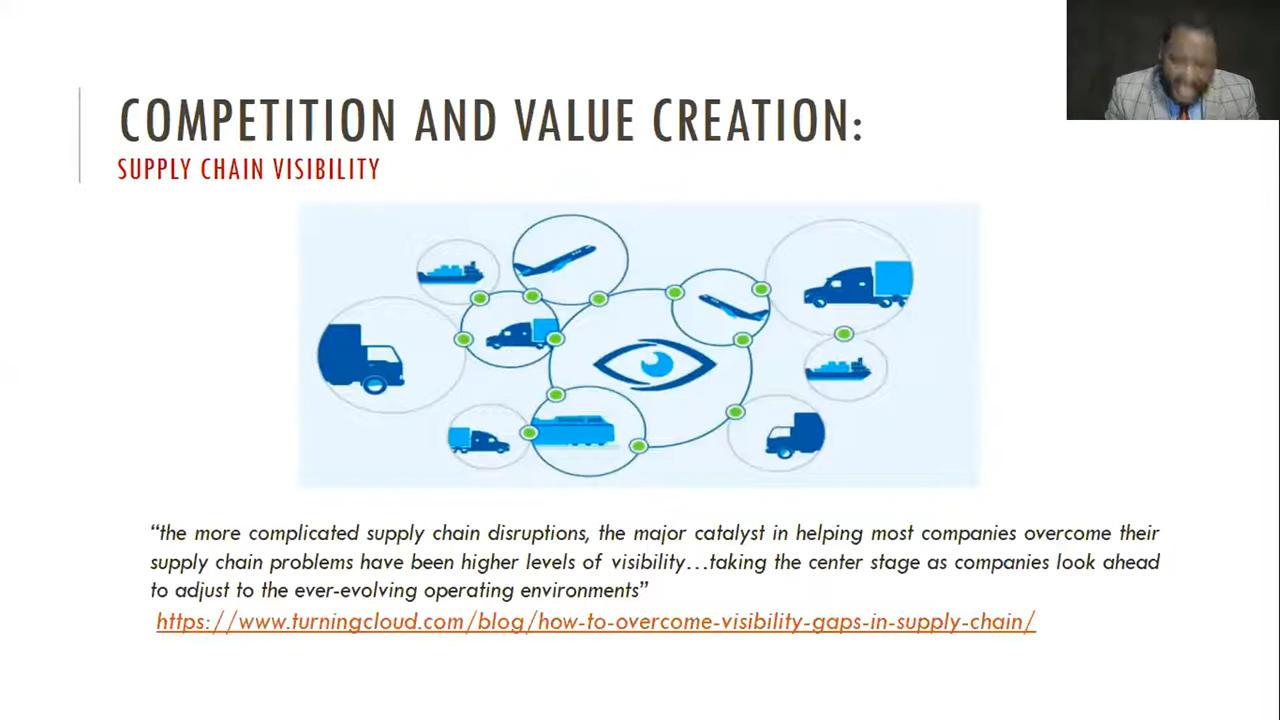 COMPETITION AND VALUE CREATION:
SUPPLY CHAIN VISIBILITY
“the more complicated supply chain disruptions, the major catalyst in helping most companies overcome their
supply chain problems have been higher levels of visibility…taking the center stage as companies look ahead
to adjust to the ever-evolving operating environments”
https://www.turningcloud.com/blog/how-to-overcome-visibility-gaps-in-supply-chain/